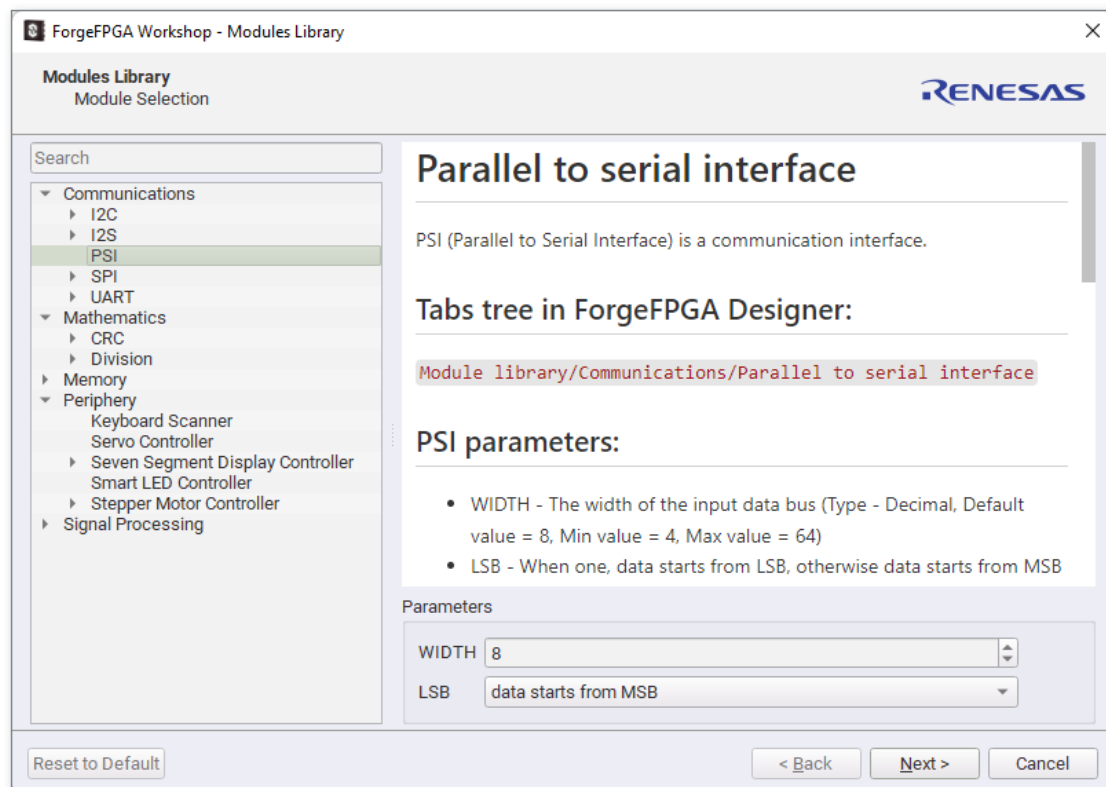 ForgeFPGA Workshop - Modules Library
Modules Library
Module Selection
RENESAS
Search
Communications
I2C
I2S
PSI
SPI
UART
Mathematics
CRC
Division
Memory
Periphery
Keyboard Scanner
Servo Controller
Seven Segment Display Controller
Smart LED Controller
Stepper Motor Controller
Signal Processing
Parallel to serial interface
PSI (Parallel to Serial Interface) is a communication interface.
Tabs tree in ForgeFPGA Designer:
Module library/Communications/Parallel to serial interface
PSI parameters:
• WIDTH - The width of the input data bus (Type - Decimal, Default
value = 8, Min value = 4, Max value = 64)
• LSB - When one, data starts from LSB, otherwise data starts from MSB
Parameters
WIDTH 8
LSB data starts from MSB
Reset to Default
< Back
Next >
Cancel